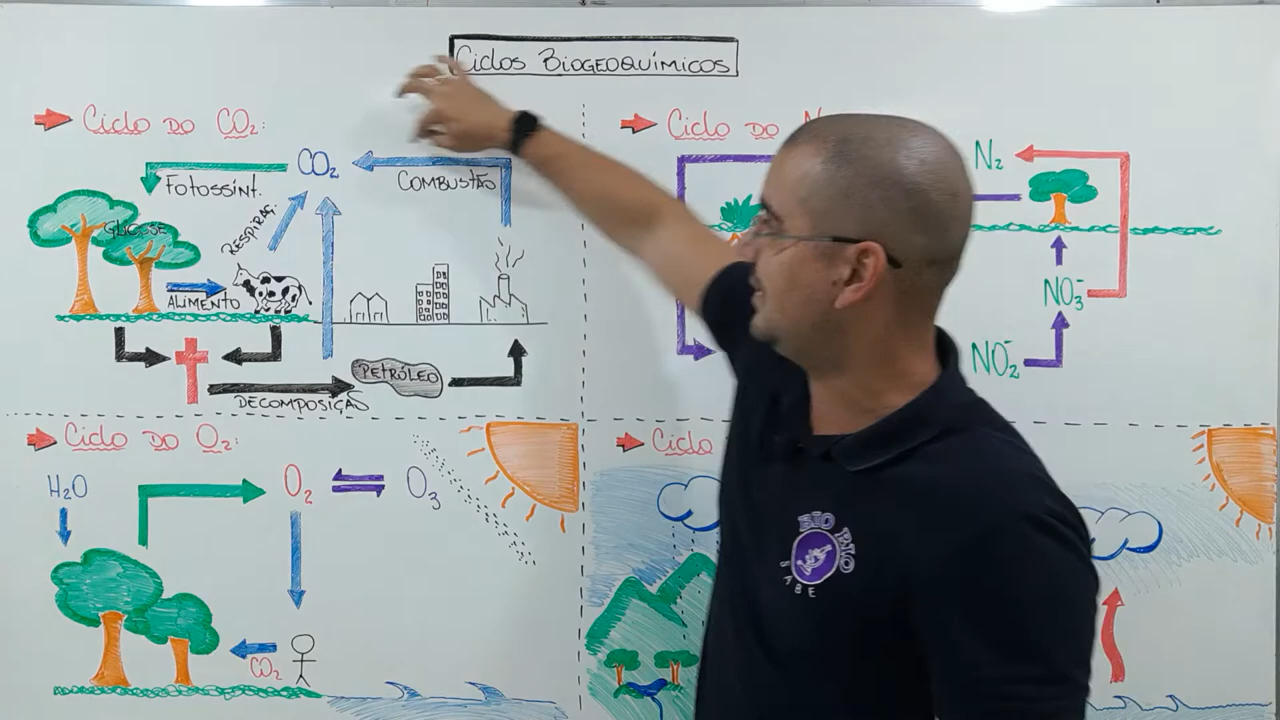 Ciclos Biogeoquímicos
Ciclo do CO₂:
CO₂
Fotossínt.
Combustão
Respiraç.
Glicose
Alimento
Petróleo
Decomposição
Ciclo do N
N₂
NO₃⁻
NO₂⁻
Ciclo do O₂:
H₂O
O₂
O₃
CO₂
Ciclo
BIO BIO
SABE